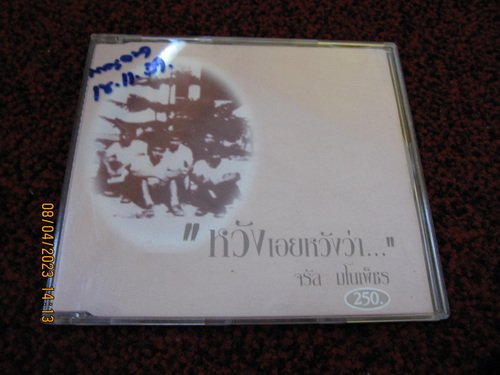 18.11.39.
"หวังเอยหวังว่า..."
จรัล มโนเพ็ชร
250.
08/04/2023 14:13